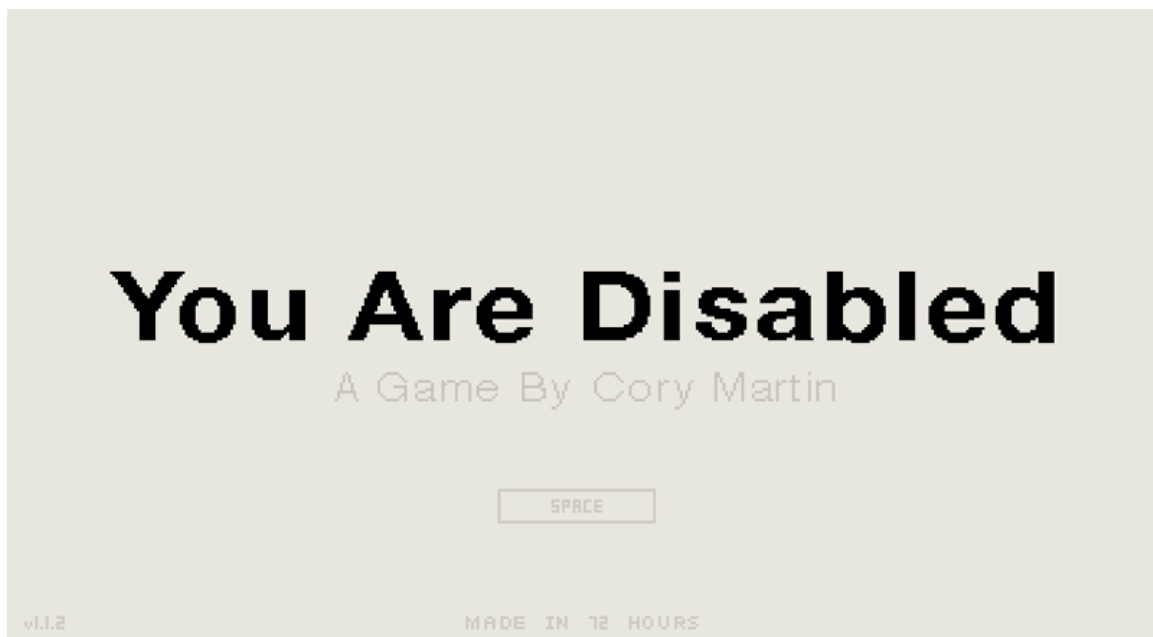 You Are Disabled
A Game By Cory Martin
SPACE
v1.1.2
MADE IN 72 HOURS